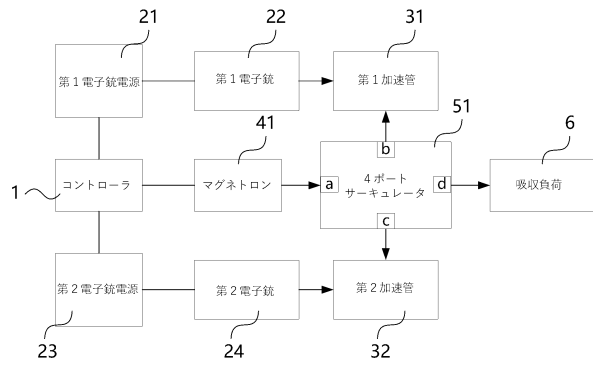 21
22
31
第１電子銃電源
第１電子銃
第１加速管
41
51
6
b
1
コントローラ
マグネトロン
a
4ポート
サーキュレータ
d
吸収負荷
c
第２電子銃電源
第２電子銃
第２加速管
23
24
32